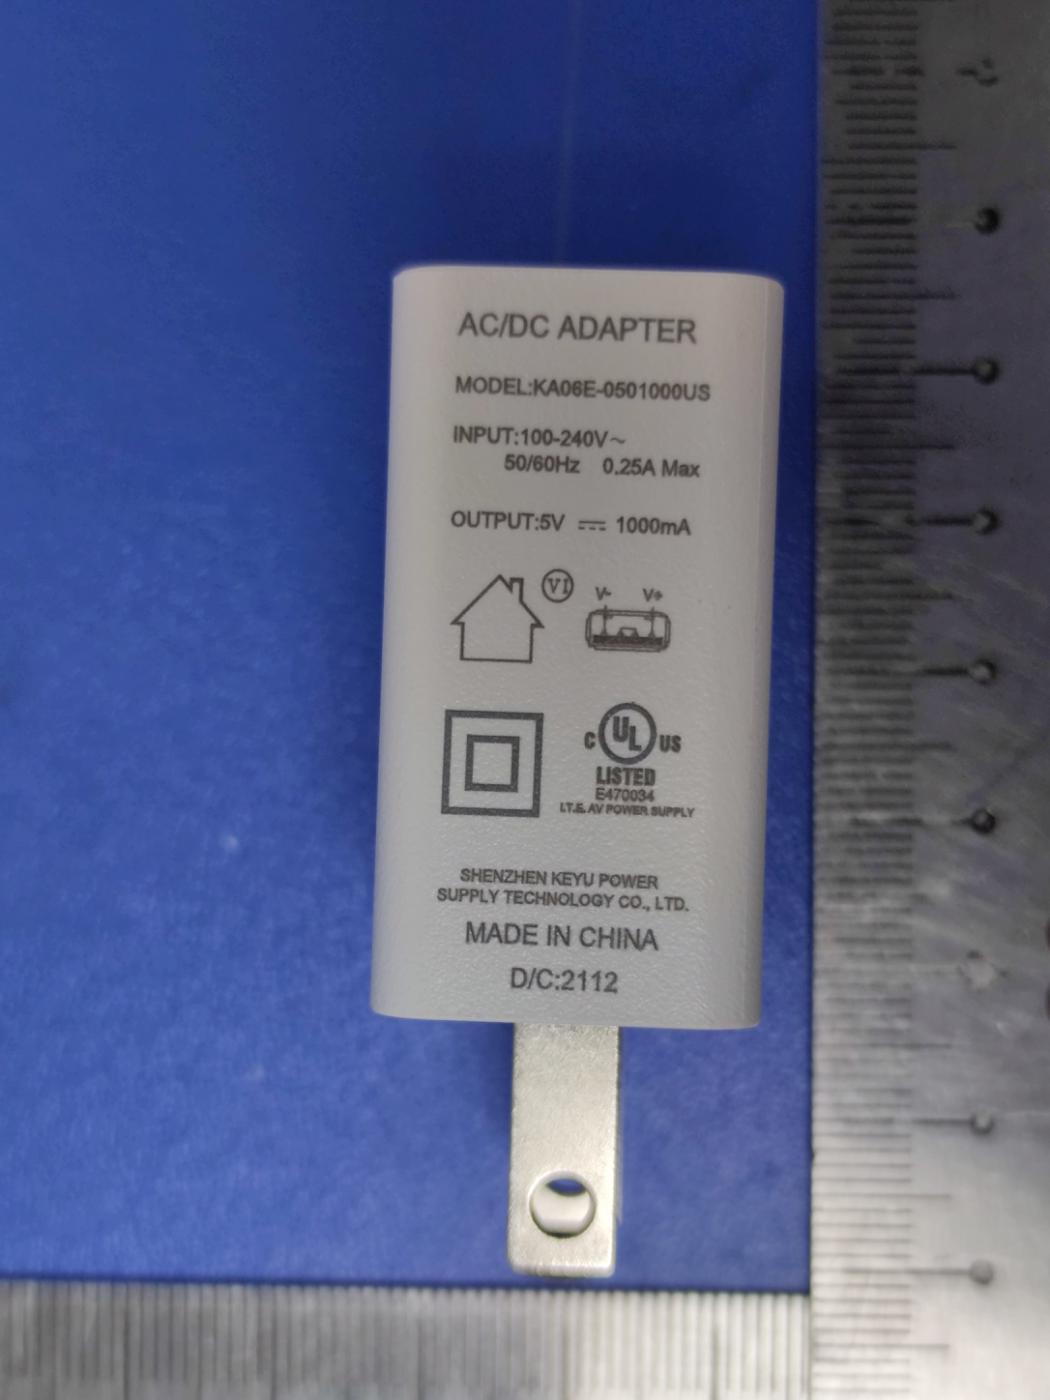 AC/DC ADAPTER
MODEL:KA06E-0501000US
INPUT:100-240V~
50/60Hz 0.25A Max
OUTPUT:5V ⎓ 1000mA
VI
V- V+
C UL US
LISTED
E470034
I.T.E. AV POWER SUPPLY
SHENZHEN KEYU POWER
SUPPLY TECHNOLOGY CO., LTD.
MADE IN CHINA
D/C:2112